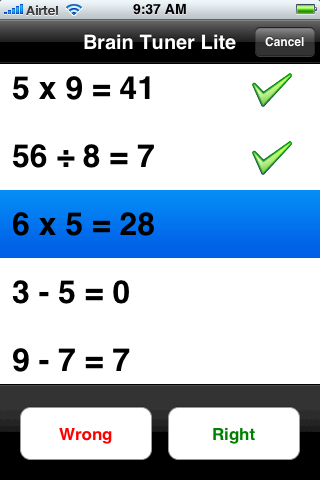 Airtel 9:37 AM
Brain Tuner Lite Cancel
5 x 9 = 41
56 ÷ 8 = 7
6 x 5 = 28
3 - 5 = 0
9 - 7 = 7
Wrong Right